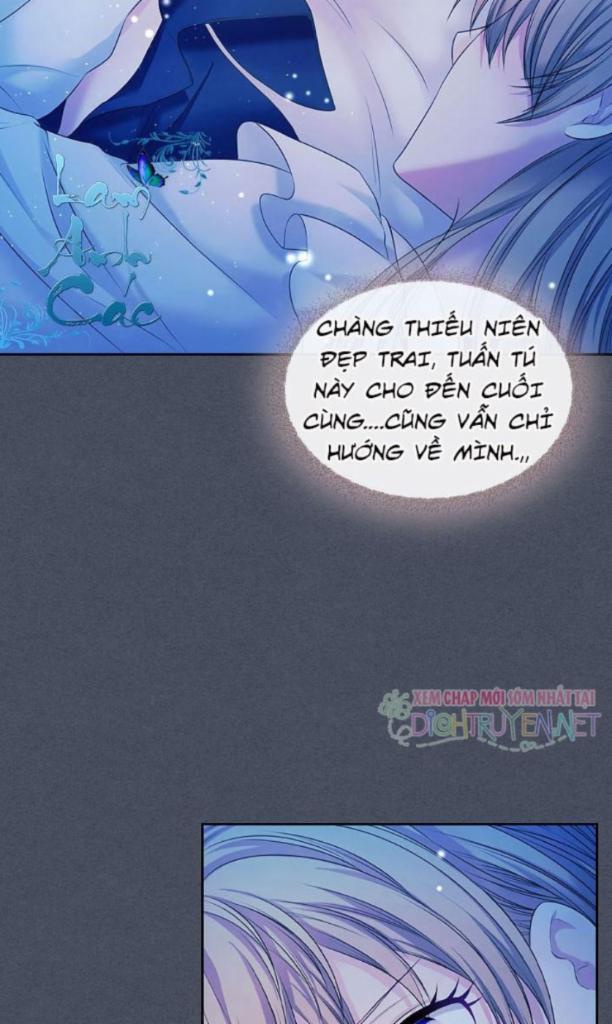 Lam
Anh
Các
CHÀNG THIẾU NIÊN
ĐẸP TRAI, TUẤN TÚ
NÀY CHO ĐẾN CUỐI
CÙNG....CŨNG VẪN CHỈ
HƯỚNG VỀ MÌNH.,,
XEM CHAP MỚI SỚM NHẤT TẠI
DICHTRUYEN.NET